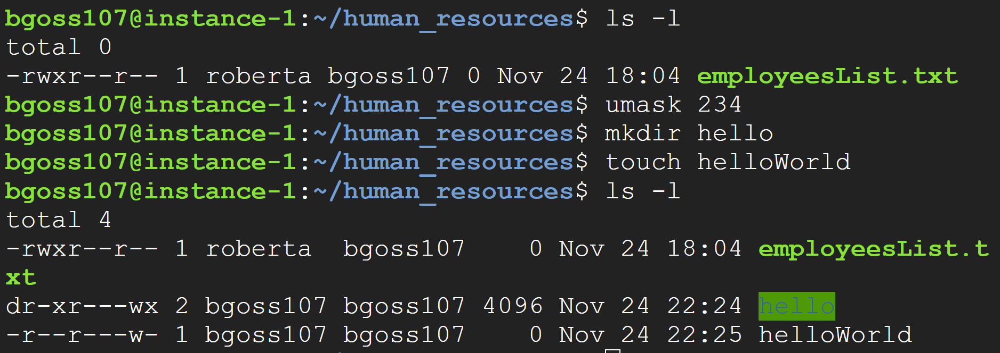 bgoss107@instance-1:~/human_resources$ ls -l
total 0
-rwxr--r-- 1 roberta bgoss107 0 Nov 24 18:04 employeesList.txt
bgoss107@instance-1:~/human_resources$ umask 234
bgoss107@instance-1:~/human_resources$ mkdir hello
bgoss107@instance-1:~/human_resources$ touch helloWorld
bgoss107@instance-1:~/human_resources$ ls -l
total 4
-rwxr--r-- 1 roberta  bgoss107    0 Nov 24 18:04 employeesList.t
xt
dr-xr---wx 2 bgoss107 bgoss107 4096 Nov 24 22:24 hello
-r--r---w- 1 bgoss107 bgoss107    0 Nov 24 22:25 helloWorld